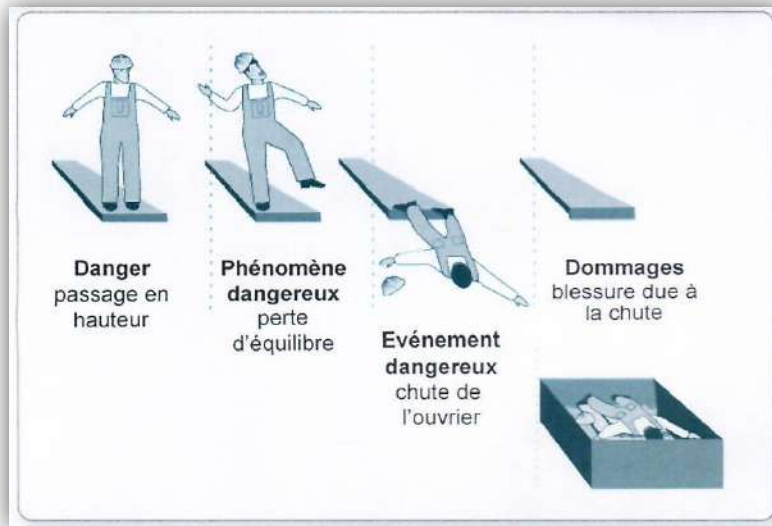 Danger
passage en
hauteur
Phénomène
dangereux
perte
d'équilibre
Evénement
dangereux
chute de
l'ouvrier
Dommages
blessure due à
la chute